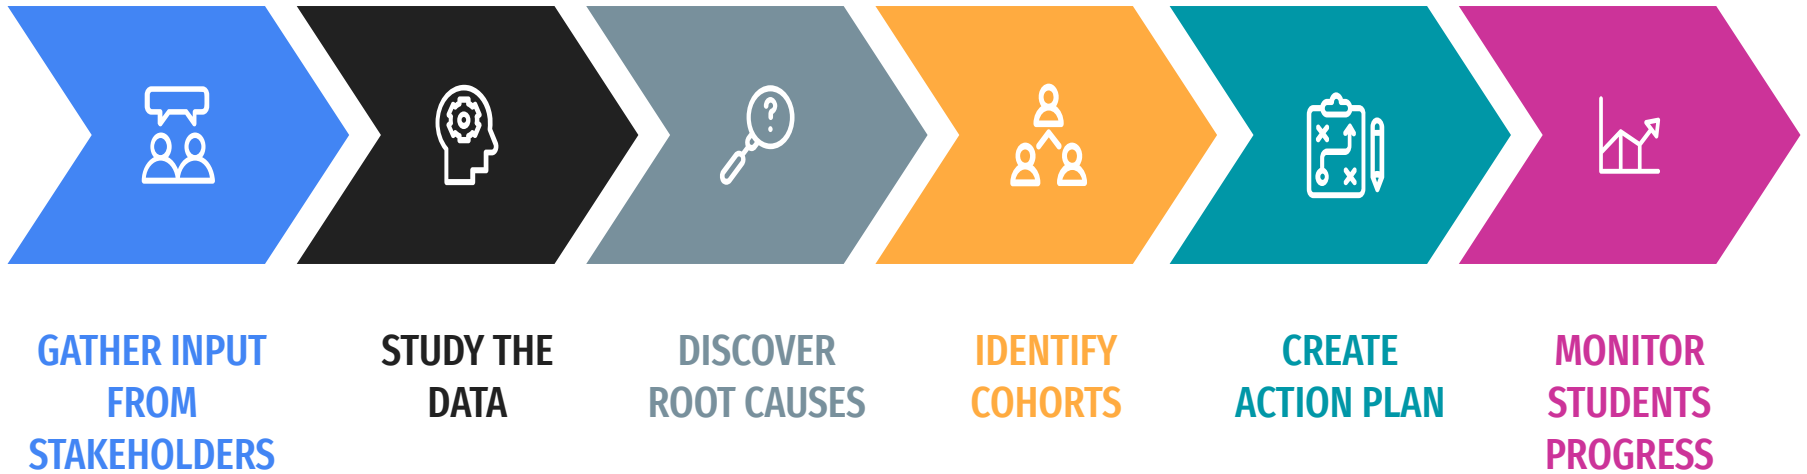 GATHER INPUT
FROM
STAKEHOLDERS
STUDY THE
DATA
DISCOVER
ROOT CAUSES
IDENTIFY
COHORTS
CREATE
ACTION PLAN
MONITOR
STUDENTS
PROGRESS